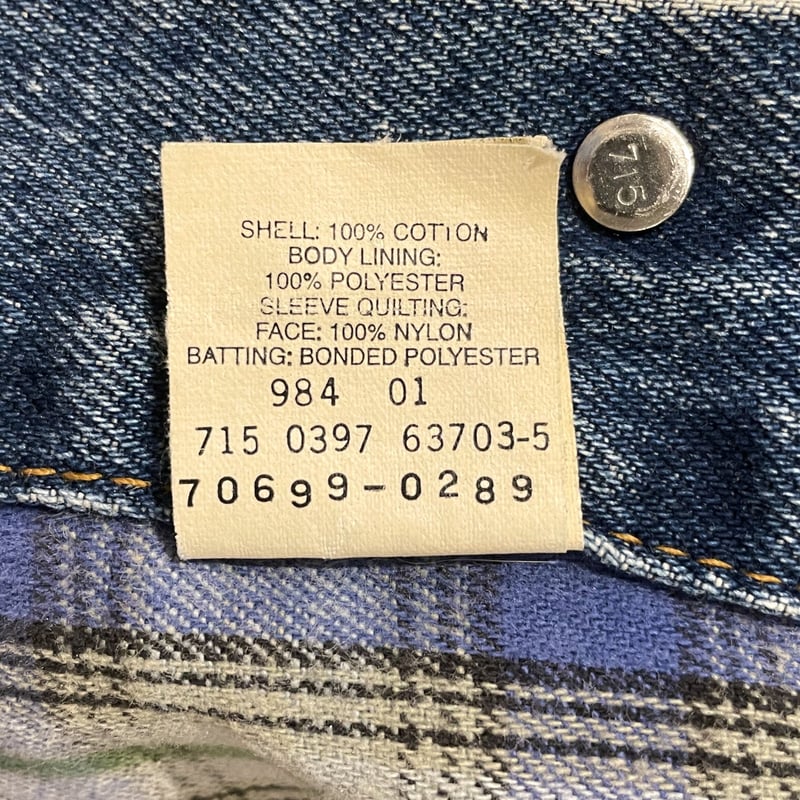 SHELL: 100% COTTON
BODY LINING:
100% POLYESTER
SLEEVE QUILTING:
FACE: 100% NYLON
BATTING: BONDED POLYESTER
984 01
715 0397 63703-5
70699-0289
715